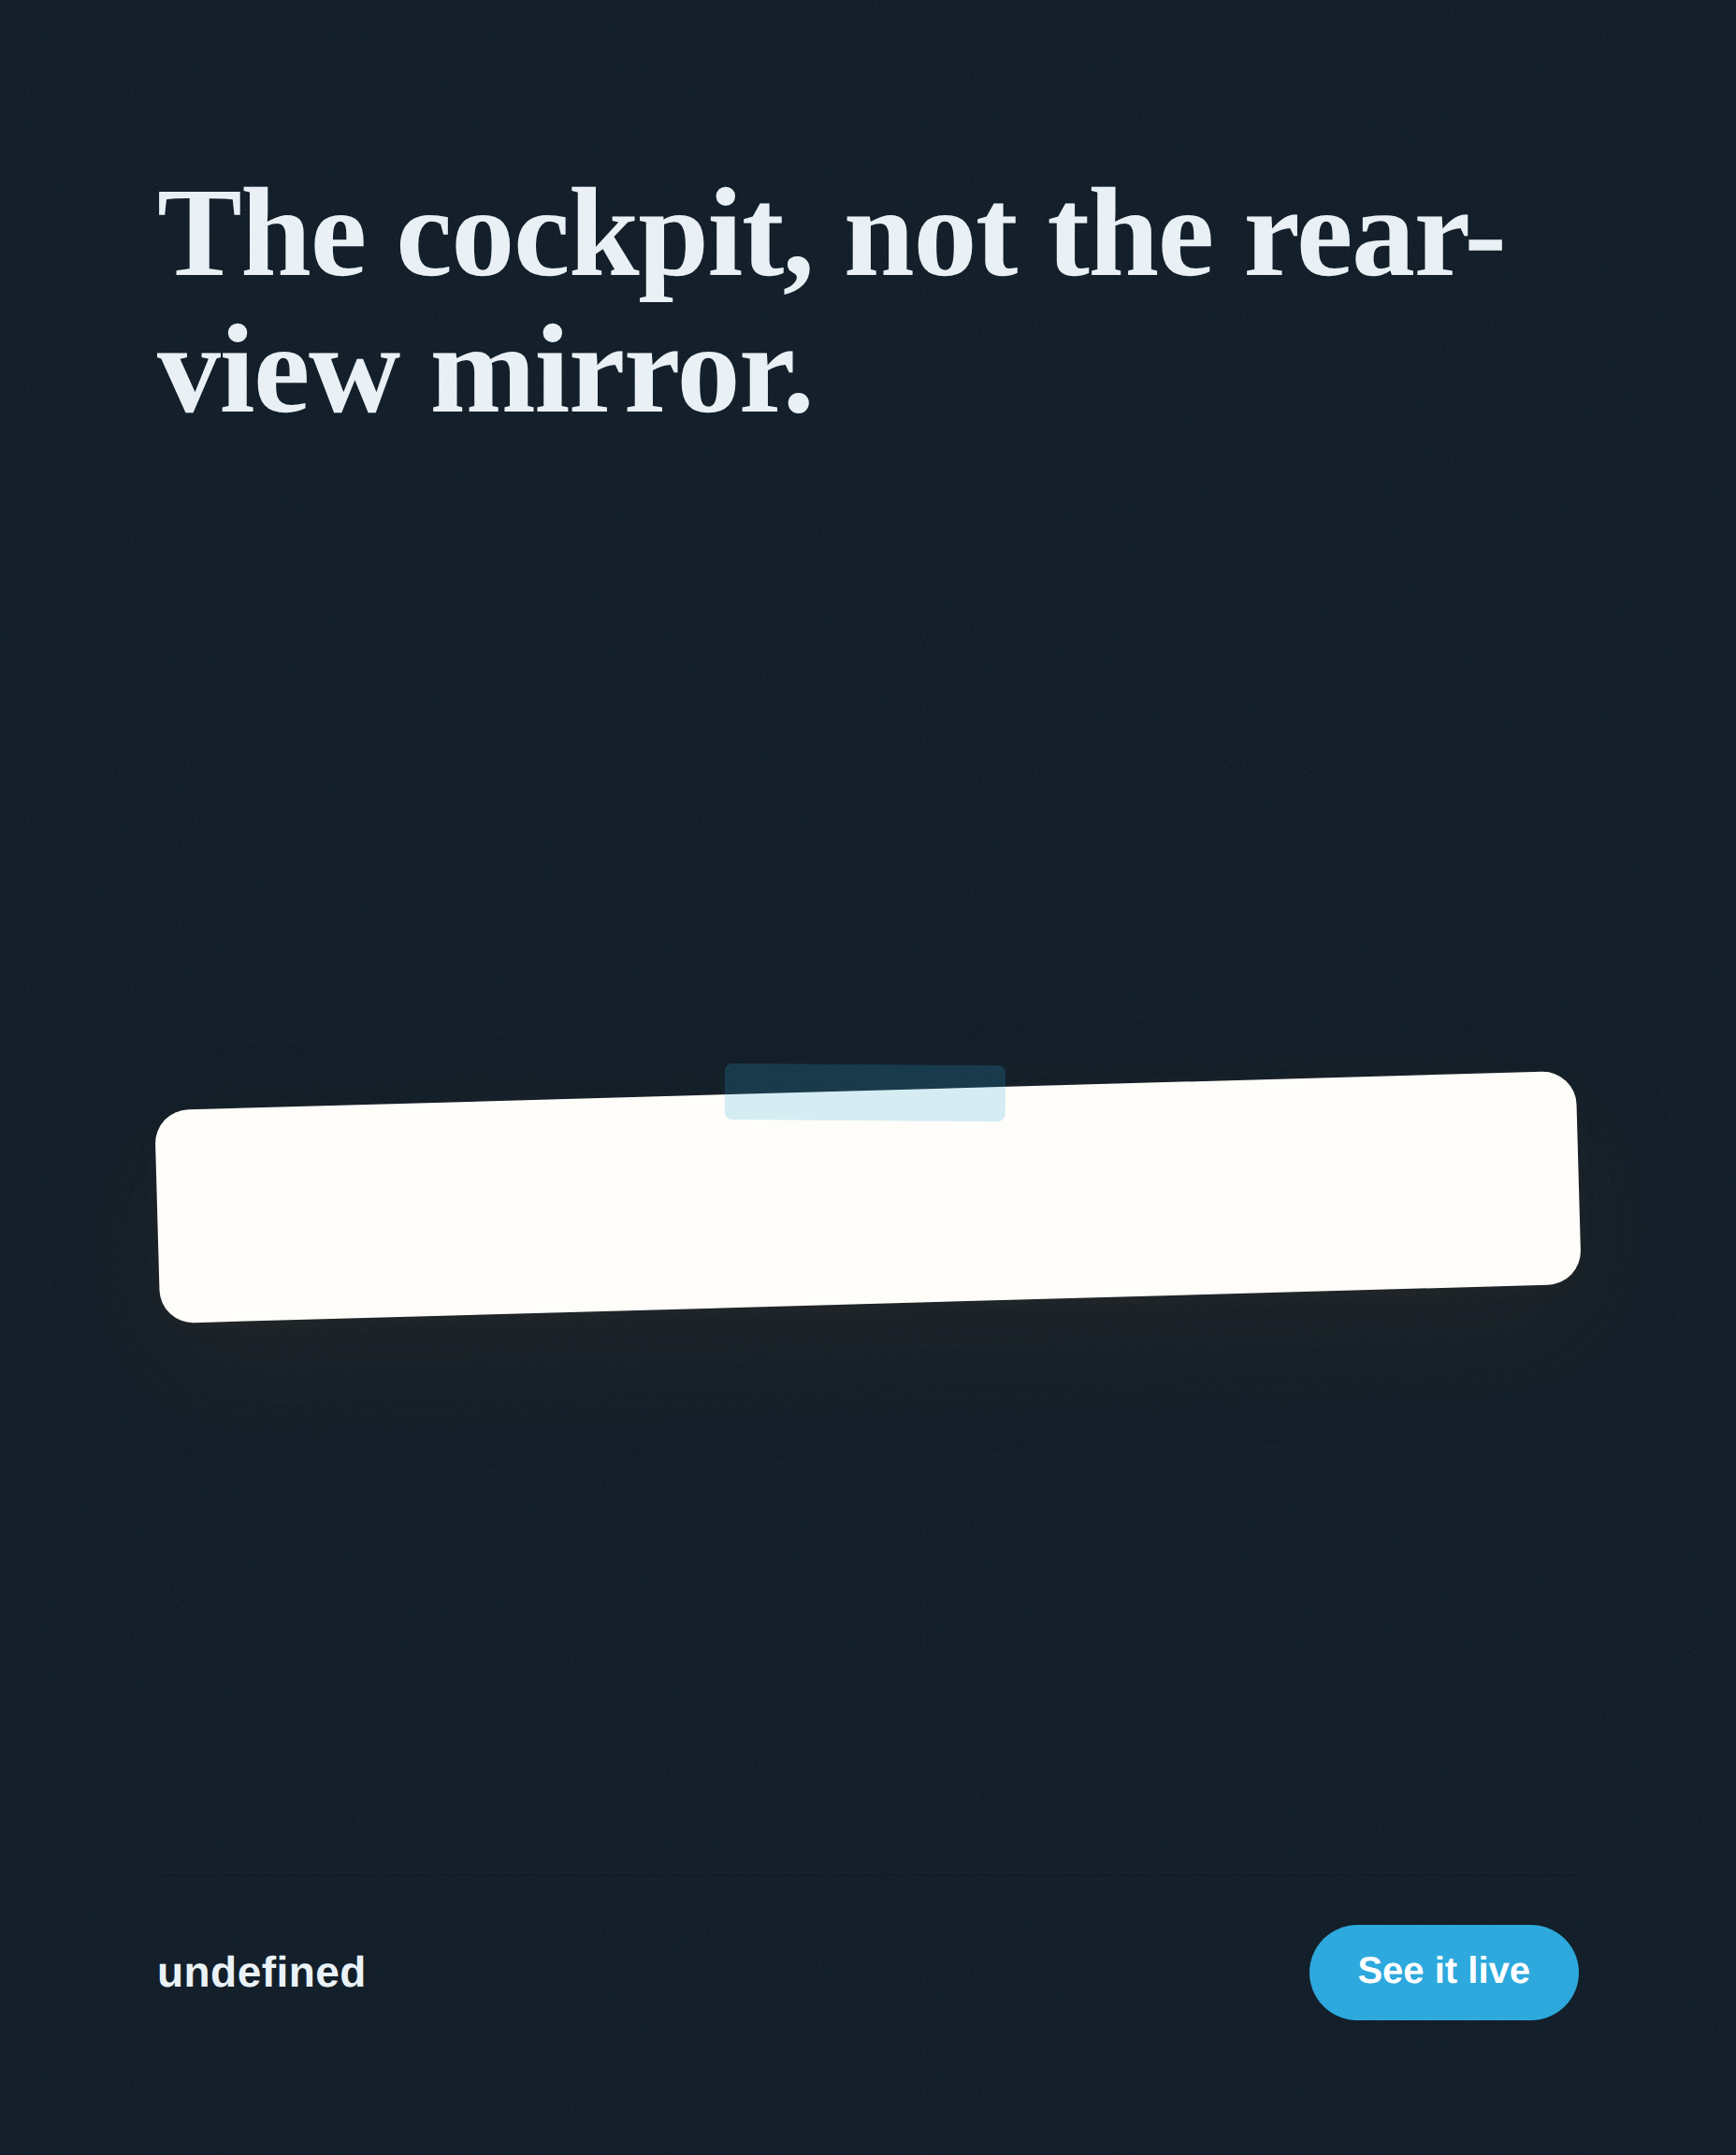 The cockpit, not the rear-
view mirror.
undefined
See it live